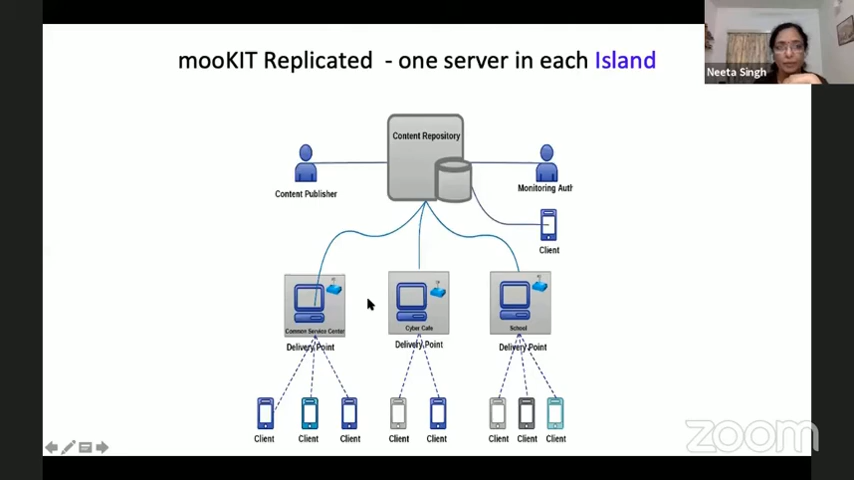 mooKIT Replicated - one server in each Island
Neeta Singh
Content Repository
Content Publisher
Monitoring Auth
Client
Common Service Center
Cyber Cafe
School
Delivery Point
Delivery Point
Delivery Point
Client
Client
Client
Client
Client
Client
Client
Client
zoom